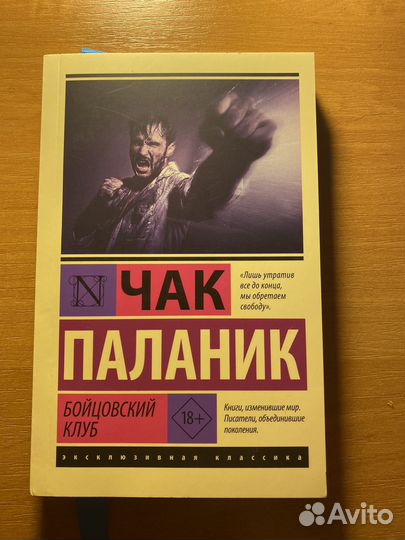 N
ЧАК
«Лишь утратив
все до конца,
мы обретаем
свободу».
ПАЛАНИК
БОЙЦОВСКИЙ
КЛУБ
18+
Книги, изменившие мир.
Писатели, объединившие
поколения.
эксклюзивная классика
Avito